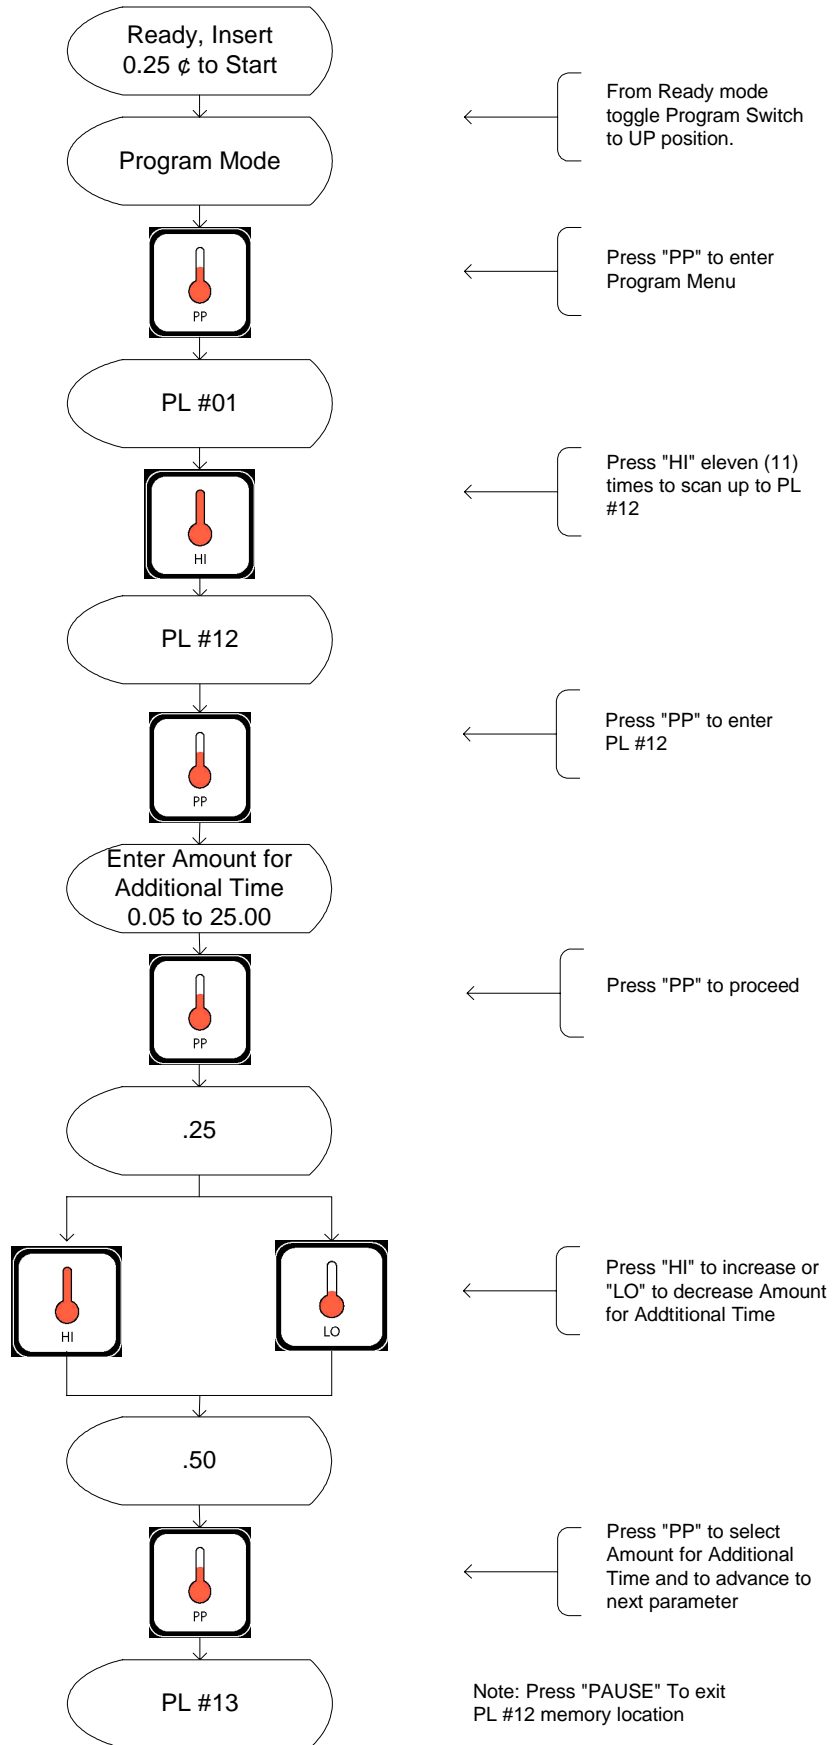 Ready, Insert
0.25 ¢ to Start
From Ready mode
toggle Program Switch
to UP position.
Program Mode
PP
Press "PP" to enter
Program Menu
PL #01
HI
Press "HI" eleven (11)
times to scan up to PL
#12
PL #12
PP
Press "PP" to enter
PL #12
Enter Amount for
Additional Time
0.05 to 25.00
PP
Press "PP" to proceed
.25
HI
LO
Press "HI" to increase or
"LO" to decrease Amount
for Addtitional Time
.50
PP
Press "PP" to select
Amount for Additional
Time and to advance to
next parameter
PL #13
Note: Press "PAUSE" To exit
PL #12 memory location